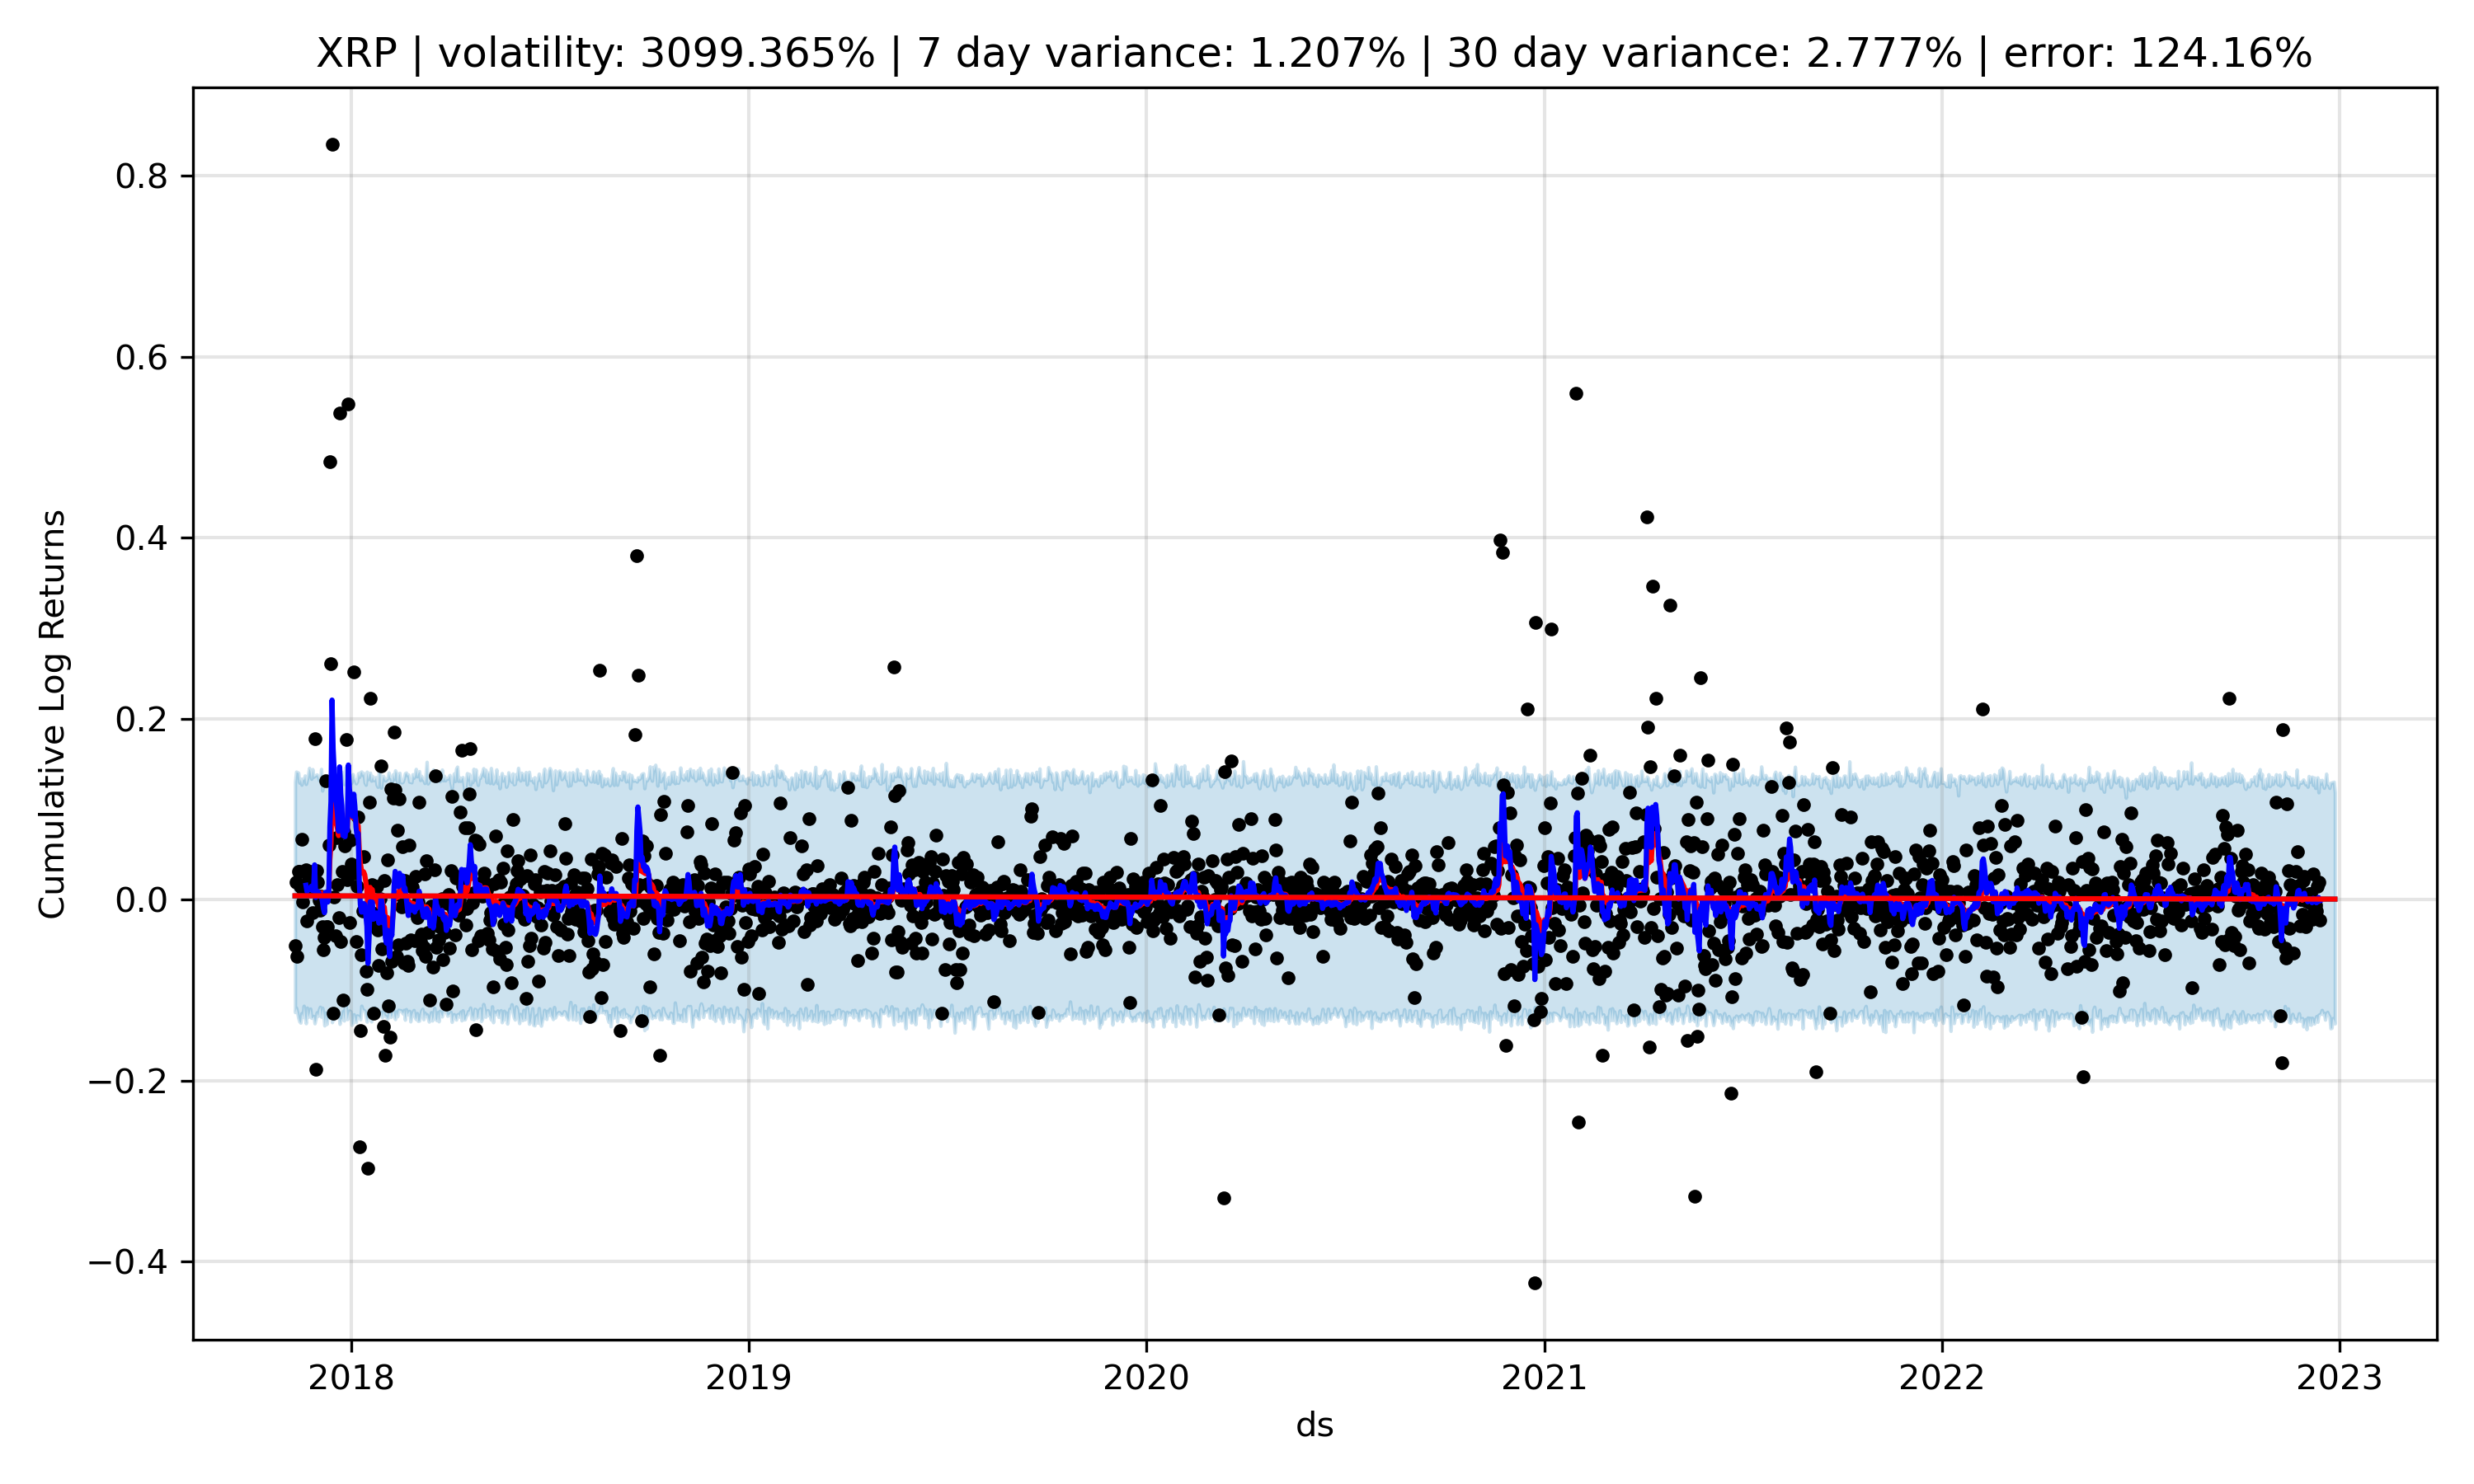 XRP | volatility: 3099.365% | 7 day variance: 1.207% | 30 day variance: 2.777% | error: 124.16%
0.8
0.6
0.4
0.2
0.0
−0.2
−0.4
Cumulative Log Returns
2018 2019 2020 2021 2022 2023
ds